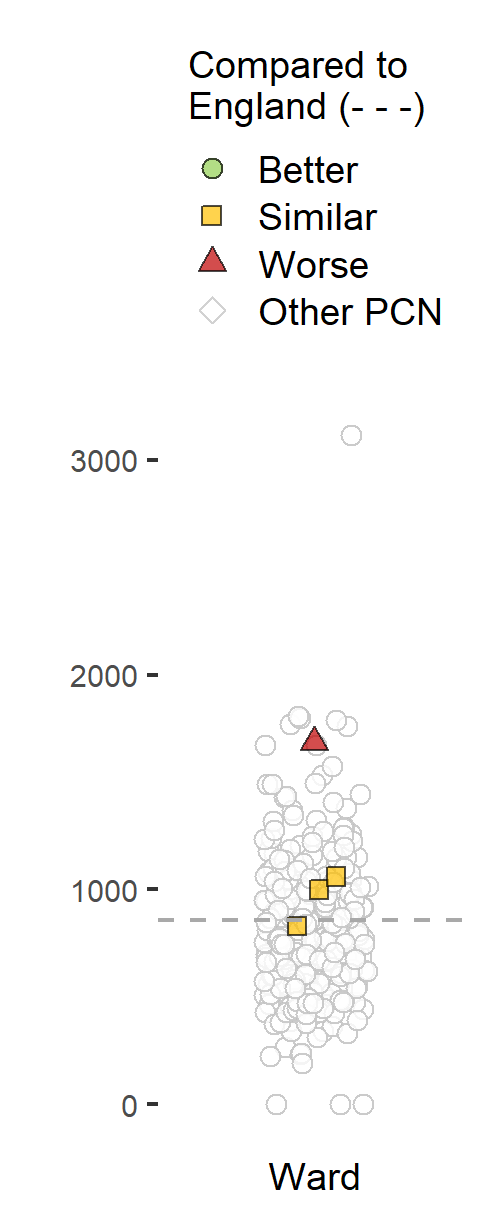 Compared to
England (- - -)
Better
Similar
Worse
Other PCN
3000
2000
1000
0
Ward